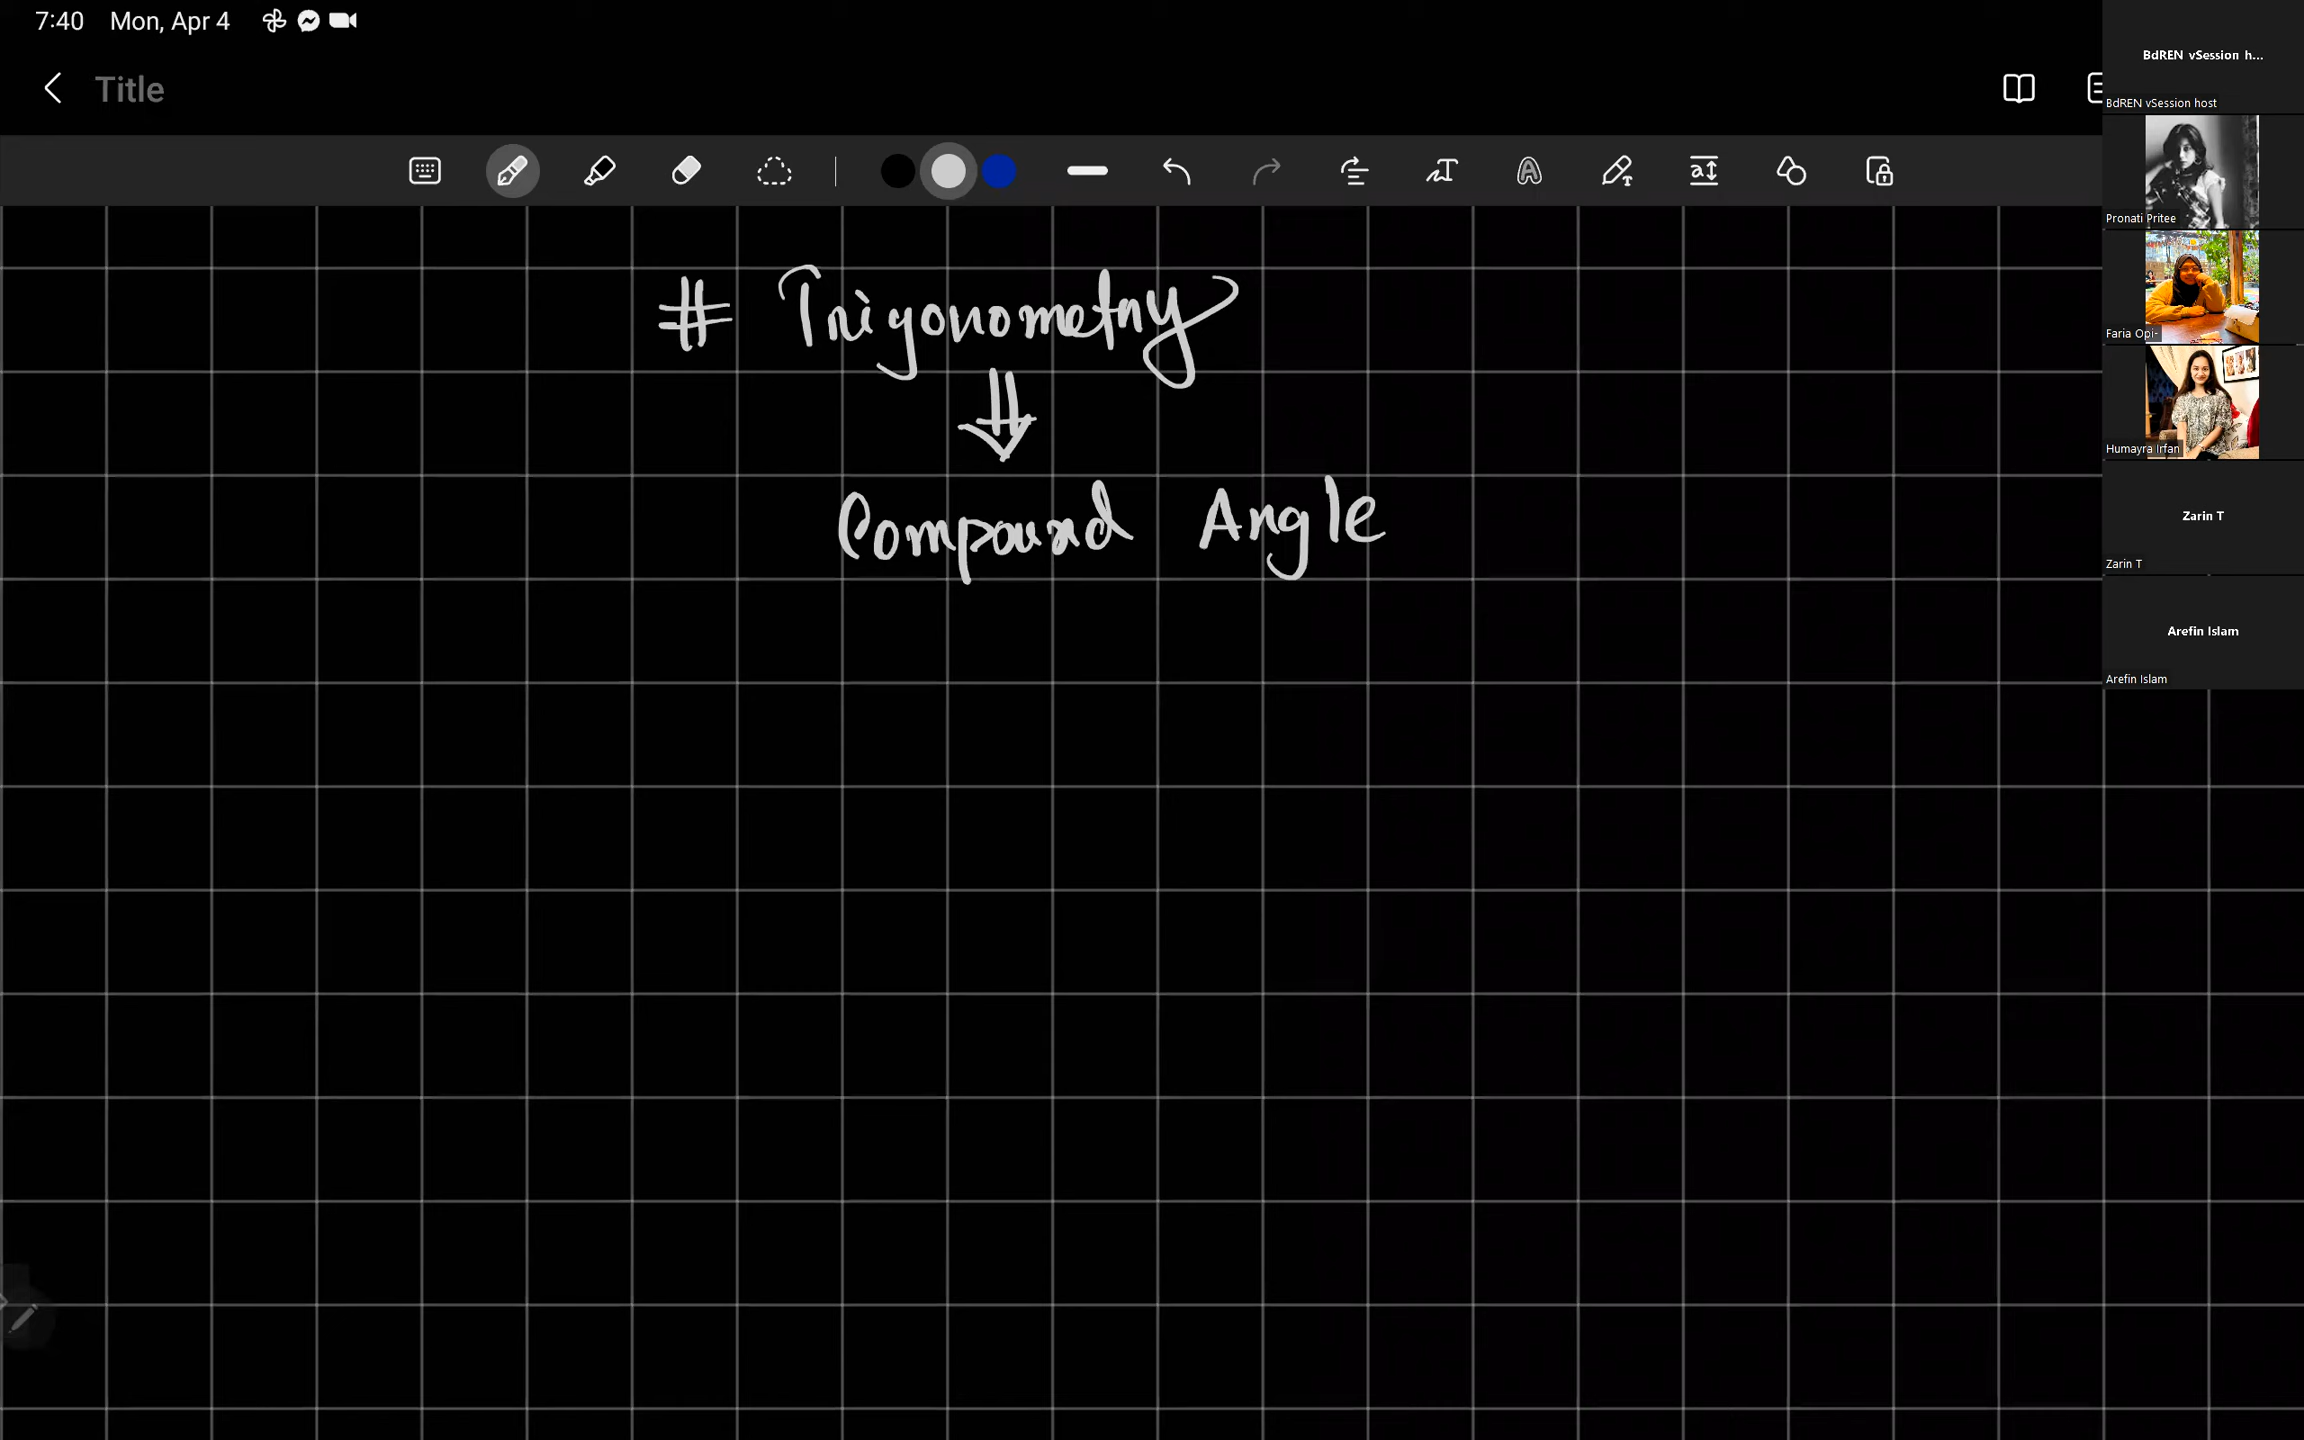 7:40 Mon, Apr 4
Title
BdREN vSession h...
BdREN vSession host
Pronati Pritee
Faria Opi-
Humayra Irfan
Zarin T
Zarin T
Arefin Islam
Arefin Islam
# Trigonometry
Compound Angle